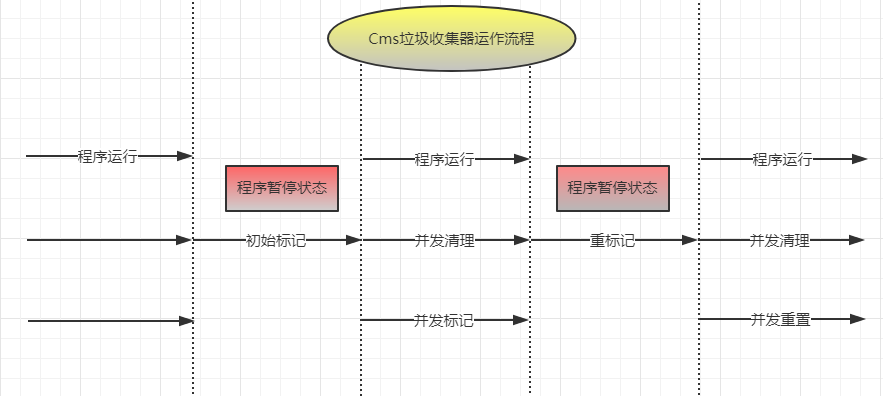 Cms垃圾收集器运作流程
程序运行
程序运行
程序运行
程序暂停状态
程序暂停状态
初始标记
并发清理
重标记
并发清理
并发标记
并发重置